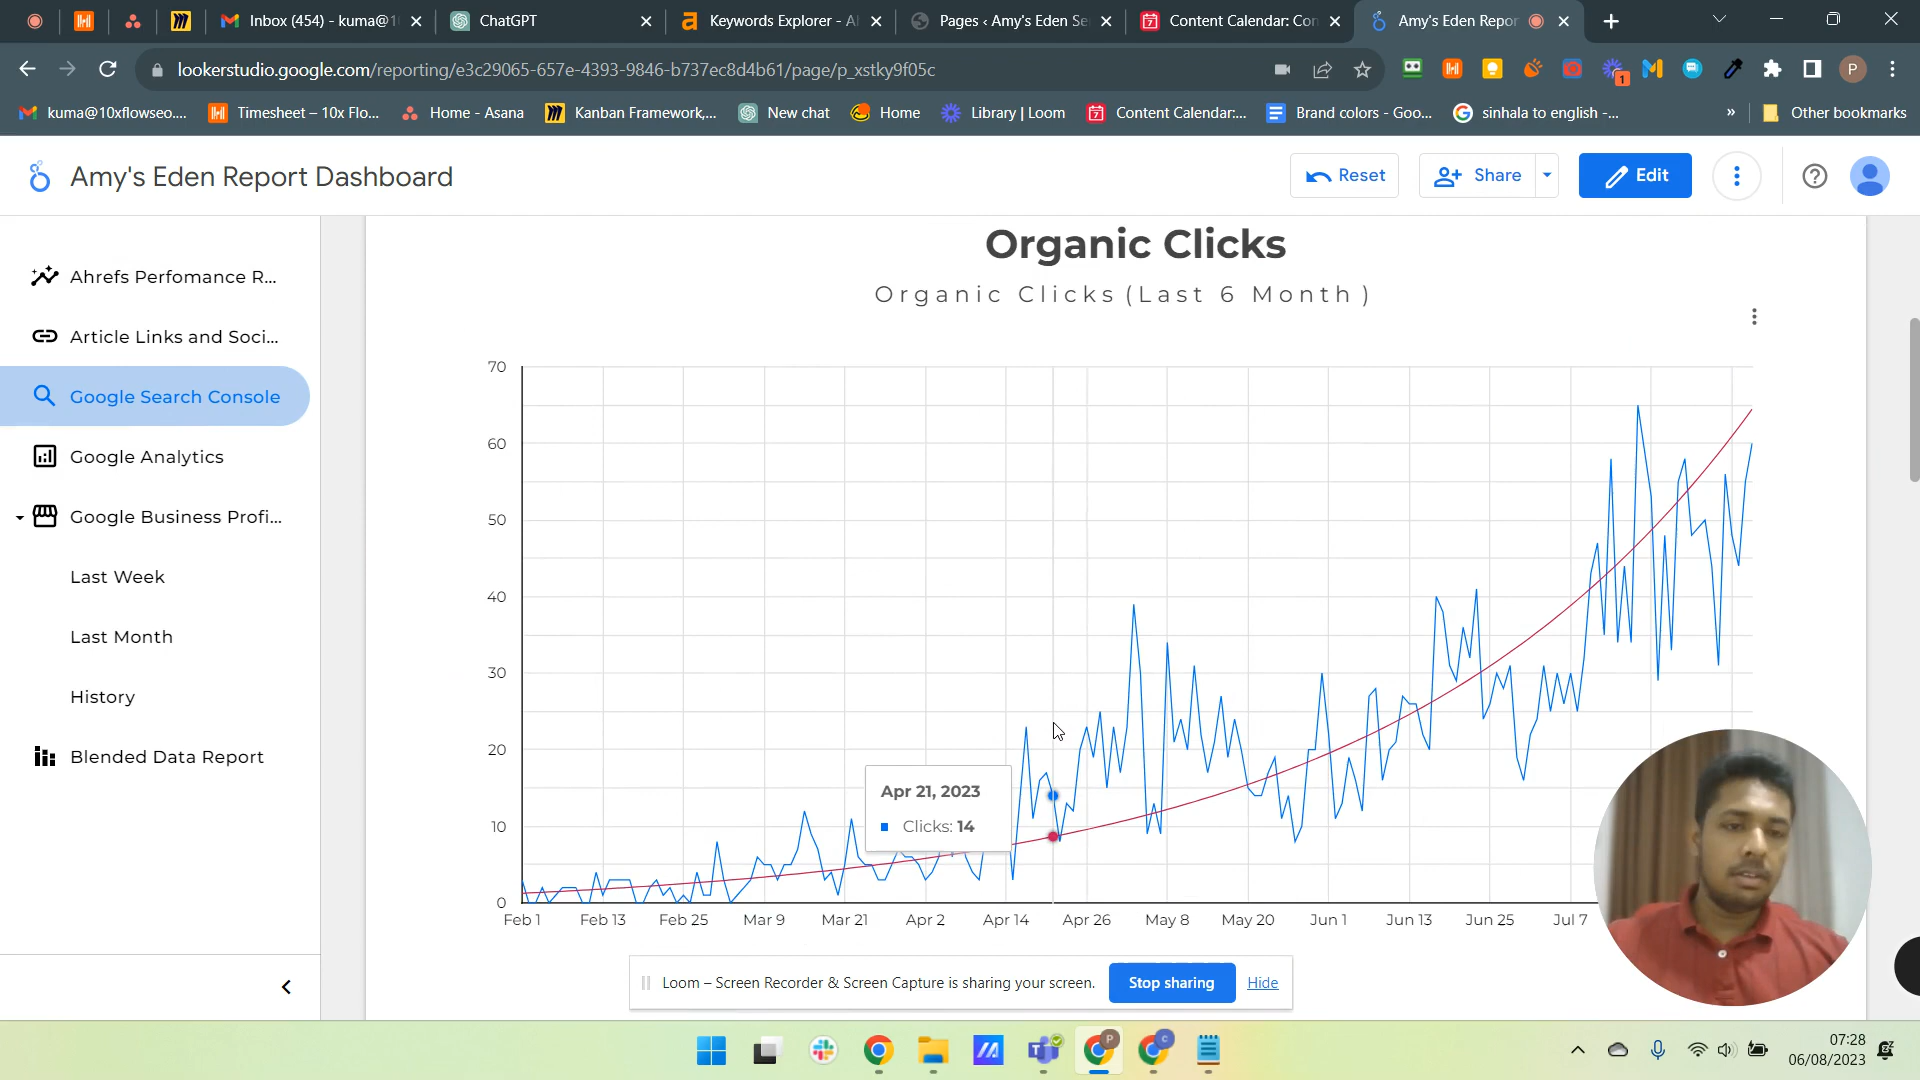 Inbox (454) - kuma@1
ChatGPT
Keywords Explorer - A
Pages ‹ Amy's Eden Se
Content Calendar: Con
Amy's Eden Repor
lookerstudio.google.com/reporting/e3c29065-657e-4393-9846-b737ec8d4b61/page/p_xstky9f05c
1
P
kuma@10xflowseo....
Timesheet – 10x Flo...
Home - Asana
Kanban Framework,...
New chat
Home
Library | Loom
Content Calendar:...
Brand colors - Goo...
sinhala to english -...
»
Other bookmarks
Amy's Eden Report Dashboard
Reset
Share
Edit
Ahrefs Perfomance R...
Article Links and Soci...
Google Search Console
Google Analytics
Google Business Profi...
Last Week
Last Month
History
Blended Data Report
Organic Clicks
Organic Clicks (Last 6 Month )
70
60
50
40
30
20
10
0
Apr 21, 2023
Clicks: 14
Feb 1
Feb 13
Feb 25
Mar 9
Mar 21
Apr 2
Apr 14
Apr 26
May 8
May 20
Jun 1
Jun 13
Jun 25
Jul 7
Loom – Screen Recorder & Screen Capture is sharing your screen.
Stop sharing
Hide
07:28
06/08/2023